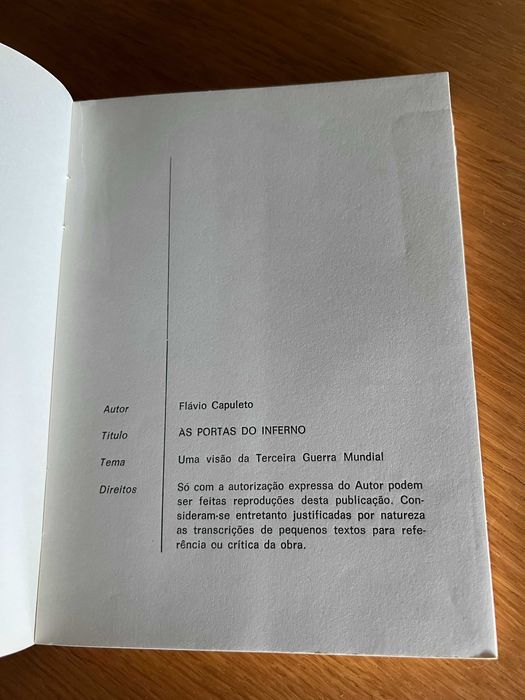 Autor Flávio Capuleto
Título AS PORTAS DO INFERNO
Tema Uma visão da Terceira Guerra Mundial
Direitos Só com a autorização expressa do Autor podem
ser feitas reproduções desta publicação. Con-
sideram-se entretanto justificadas por natureza
as transcrições de pequenos textos para refe-
rência ou crítica da obra.